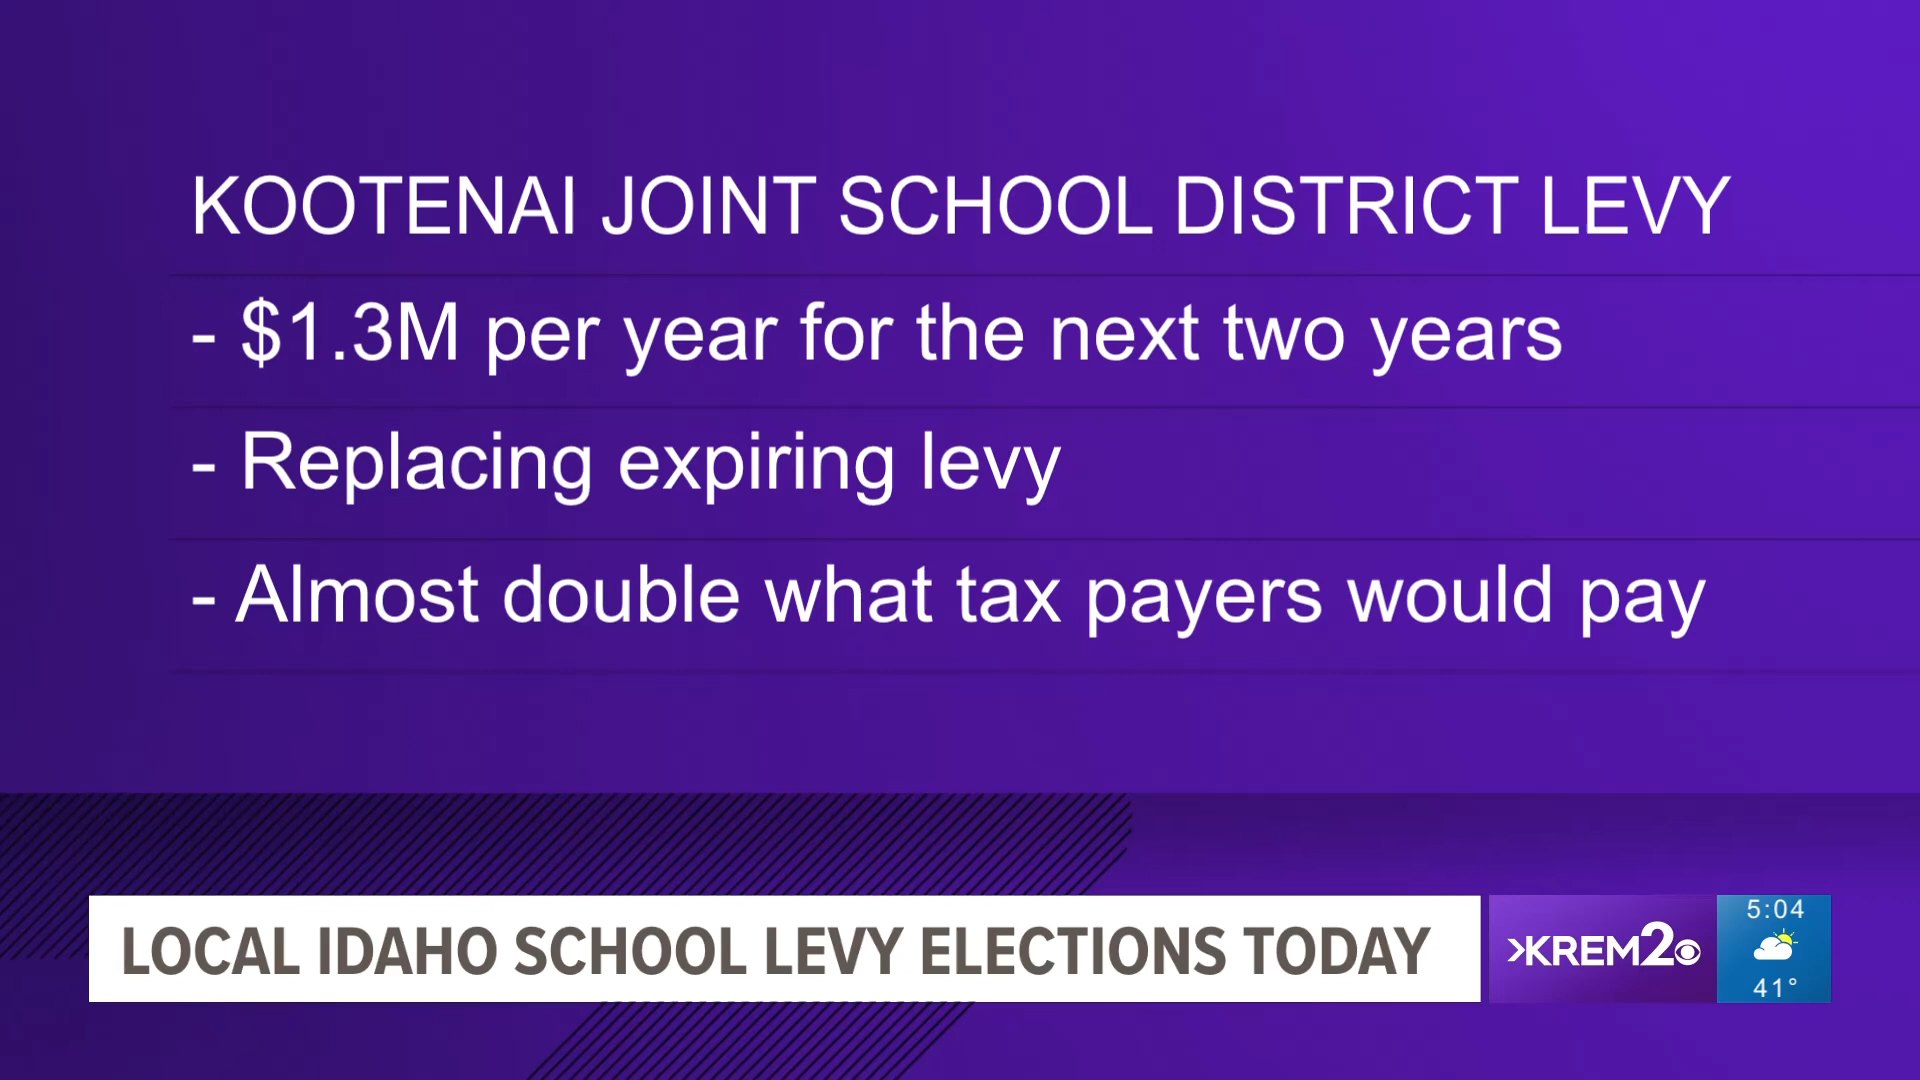 KOOTENAI JOINT SCHOOL DISTRICT LEVY
- $1.3M per year for the next two years
- Replacing expiring levy
- Almost double what tax payers would pay
LOCAL IDAHO SCHOOL LEVY ELECTIONS TODAY
KREM2
5:04
41°